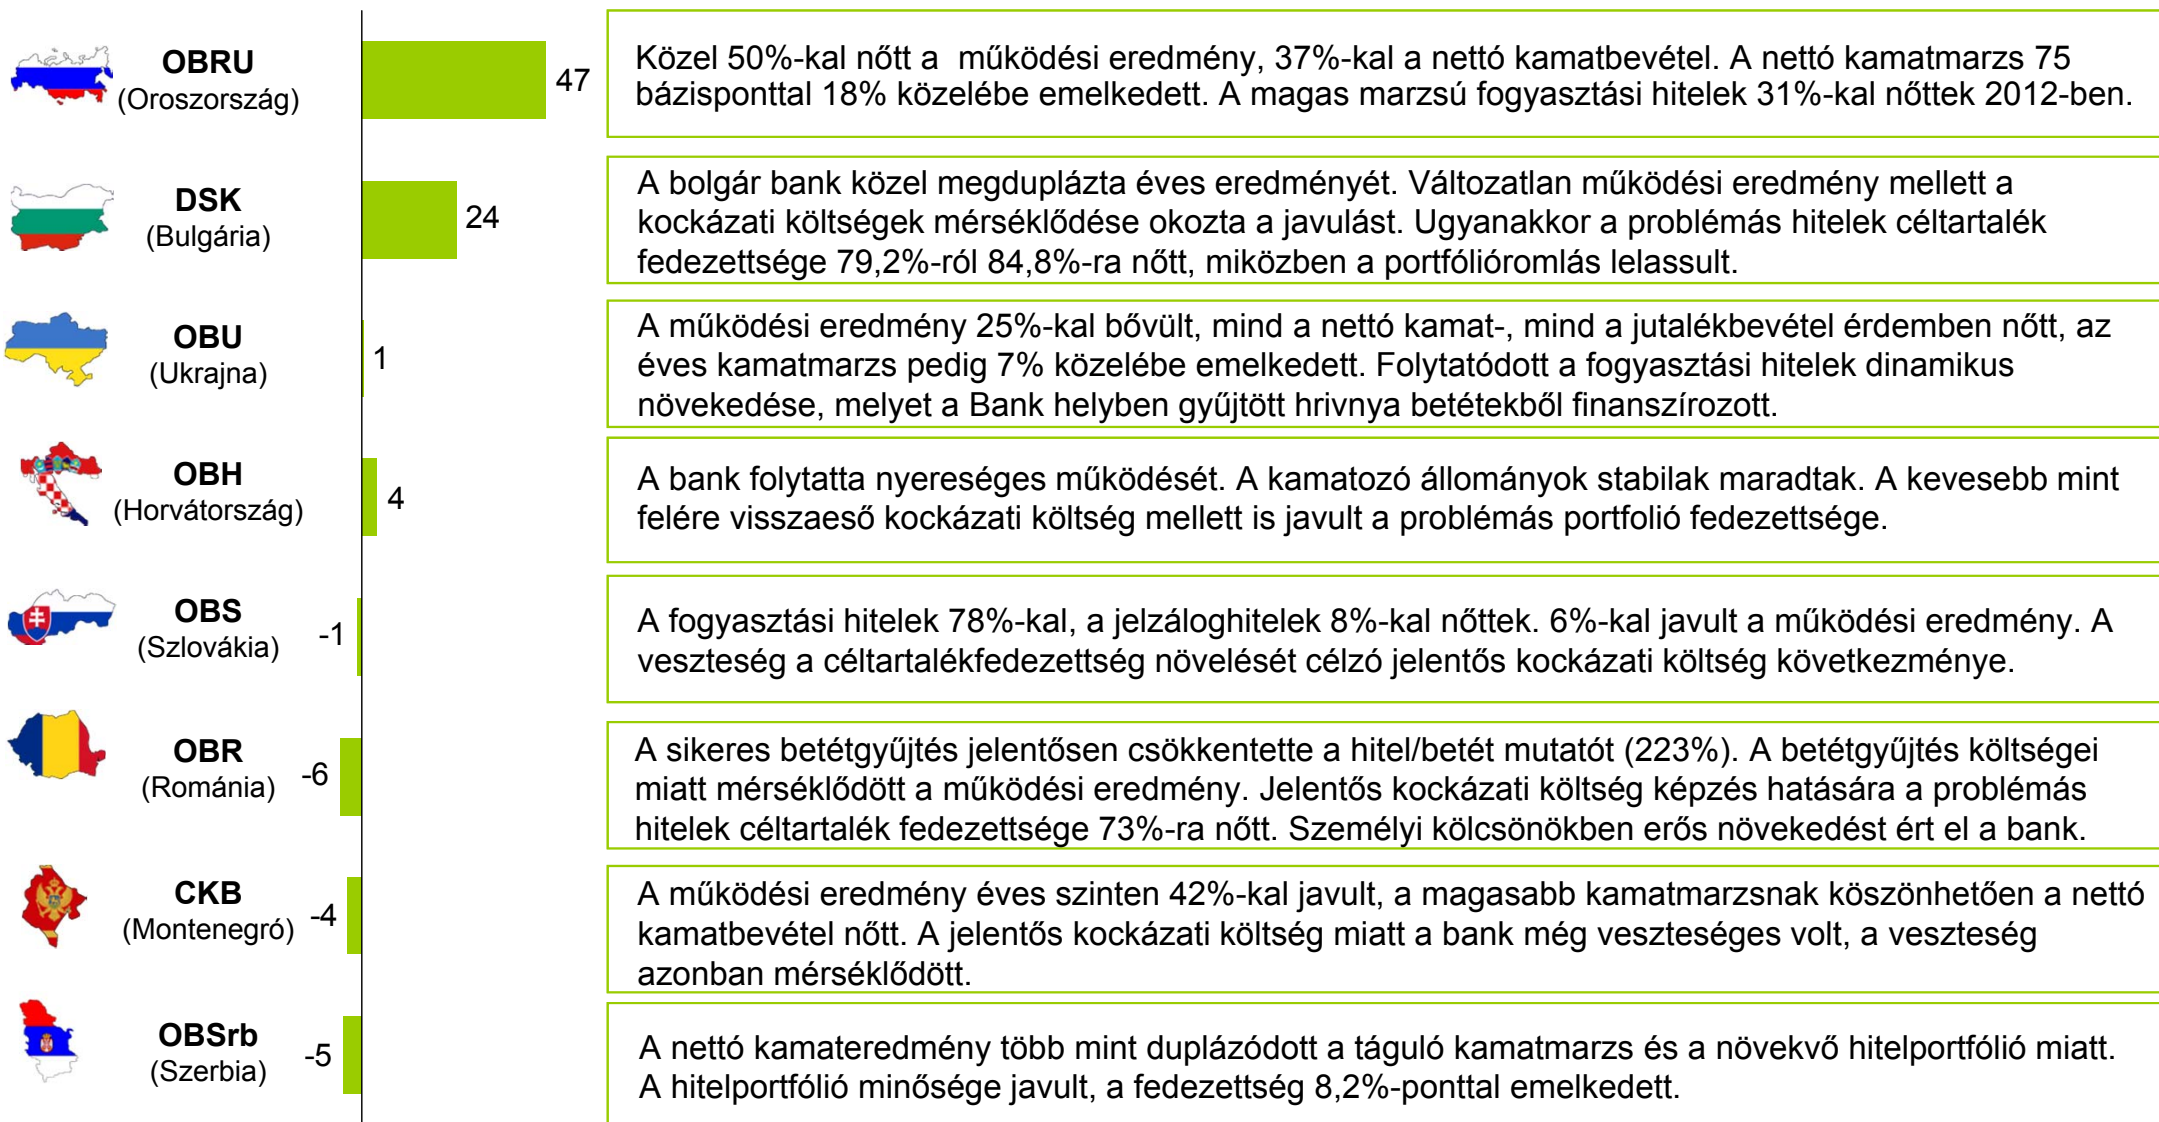 OBRU
(Oroszország)
47
Közel 50%-kal nőtt a  működési eredmény, 37%-kal a nettó kamatbevétel. A nettó kamatmarzs 75
bázisponttal 18% közelébe emelkedett. A magas marzsú fogyasztási hitelek 31%-kal nőttek 2012-ben.
DSK
(Bulgária)
24
A bolgár bank közel megduplázta éves eredményét. Változatlan működési eredmény mellett a
kockázati költségek mérséklődése okozta a javulást. Ugyanakkor a problémás hitelek céltartalék
fedezettsége 79,2%-ról 84,8%-ra nőtt, miközben a portfólióromlás lelassult.
OBU
(Ukrajna)
1
A működési eredmény 25%-kal bővült, mind a nettó kamat-, mind a jutalékbevétel érdemben nőtt, az
éves kamatmarzs pedig 7% közelébe emelkedett. Folytatódott a fogyasztási hitelek dinamikus
növekedése, melyet a Bank helyben gyűjtött hrivnya betétekből finanszírozott.
OBH
(Horvátország)
4
A bank folytatta nyereséges működését. A kamatozó állományok stabilak maradtak. A kevesebb mint
felére visszaeső kockázati költség mellett is javult a problémás portfolió fedezettsége.
OBS
(Szlovákia)
-1
A fogyasztási hitelek 78%-kal, a jelzáloghitelek 8%-kal nőttek. 6%-kal javult a működési eredmény. A
veszteség a céltartalékfedezettség növelését célzó jelentős kockázati költség következménye.
OBR
(Románia)
-6
A sikeres betétgyűjtés jelentősen csökkentette a hitel/betét mutatót (223%). A betétgyűjtés költségei
miatt mérséklődött a működési eredmény. Jelentős kockázati költség képzés hatására a problémás
hitelek céltartalék fedezettsége 73%-ra nőtt. Személyi kölcsönökben erős növekedést ért el a bank.
CKB
(Montenegró)
-4
A működési eredmény éves szinten 42%-kal javult, a magasabb kamatmarzsnak köszönhetően a nettó
kamatbevétel nőtt. A jelentős kockázati költség miatt a bank még veszteséges volt, a veszteség
azonban mérséklődött.
OBSrb
(Szerbia)
-5
A nettó kamateredmény több mint duplázódott a táguló kamatmarzs és a növekvő hitelportfólió miatt.
A hitelportfólió minősége javult, a fedezettség 8,2%-ponttal emelkedett.